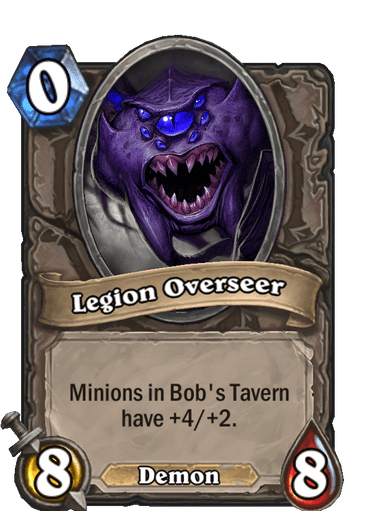 0
Legion Overseer
Minions in Bob's Tavern
have +4/+2.
8
Demon
8